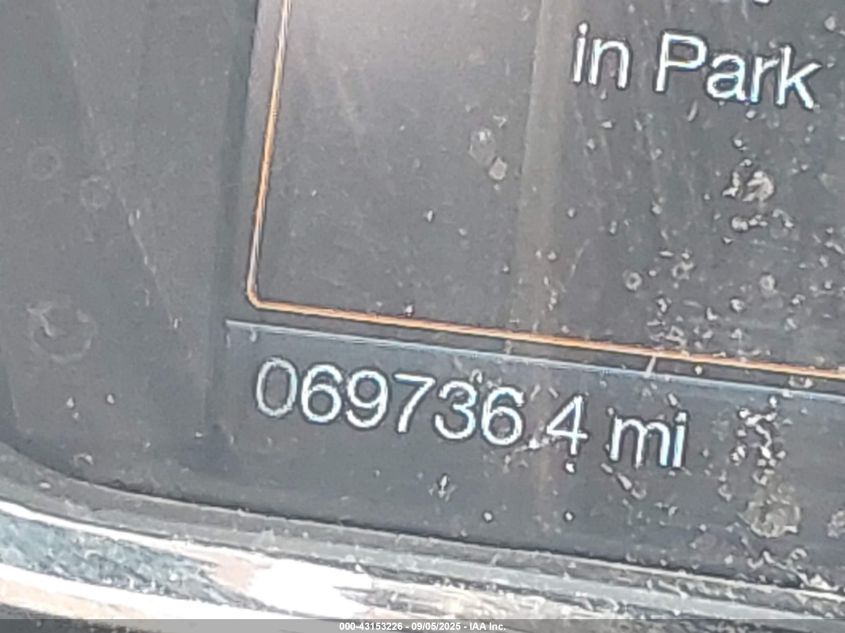 in Park
069736.4 mi
000-43153226 - 09/05/2025 - IAA Inc.